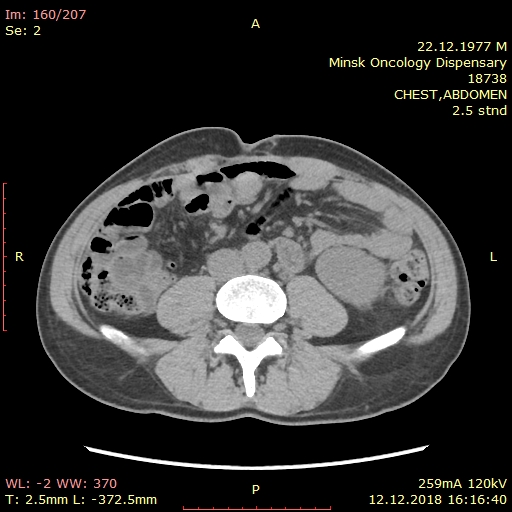 Im: 160/207
Se: 2
A
22.12.1977 M
Minsk Oncology Dispensary
18738
CHEST,ABDOMEN
2.5 stnd
R
L
WL: -2 WW: 370
T: 2.5mm L: -372.5mm
P
259mA 120kV
12.12.2018 16:16:40